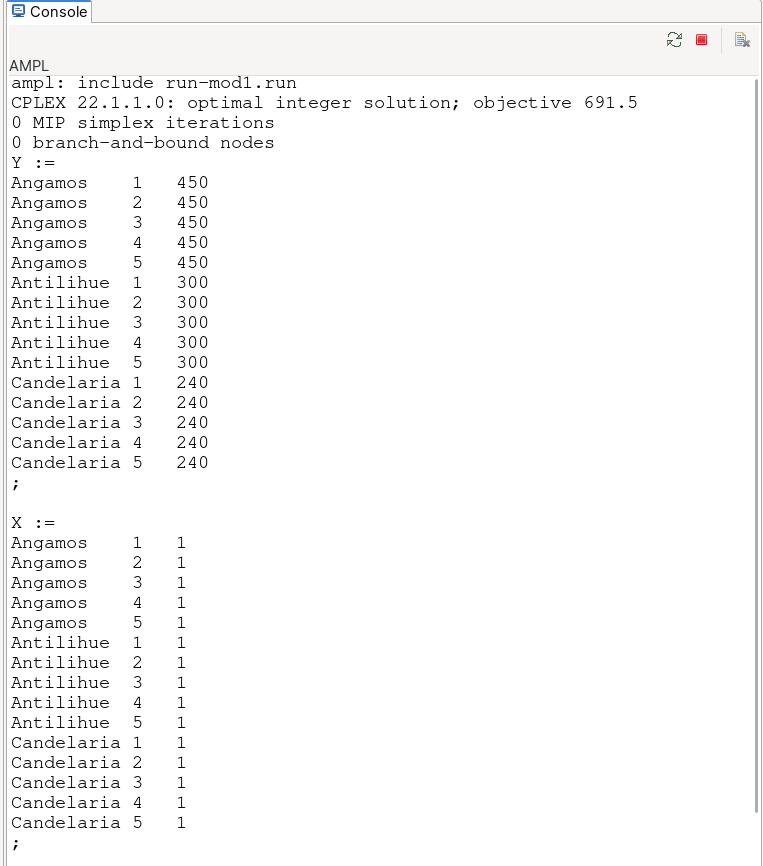 Console
AMPL
ampl: include run-mod1.run
CPLEX 22.1.1.0: optimal integer solution; objective 691.5
0 MIP simplex iterations
0 branch-and-bound nodes
Y :=
Angamos    1   450
Angamos    2   450
Angamos    3   450
Angamos    4   450
Angamos    5   450
Antilihue  1   300
Antilihue  2   300
Antilihue  3   300
Antilihue  4   300
Antilihue  5   300
Candelaria 1   240
Candelaria 2   240
Candelaria 3   240
Candelaria 4   240
Candelaria 5   240
;
X :=
Angamos    1   1
Angamos    2   1
Angamos    3   1
Angamos    4   1
Angamos    5   1
Antilihue  1   1
Antilihue  2   1
Antilihue  3   1
Antilihue  4   1
Antilihue  5   1
Candelaria 1   1
Candelaria 2   1
Candelaria 3   1
Candelaria 4   1
Candelaria 5   1
;